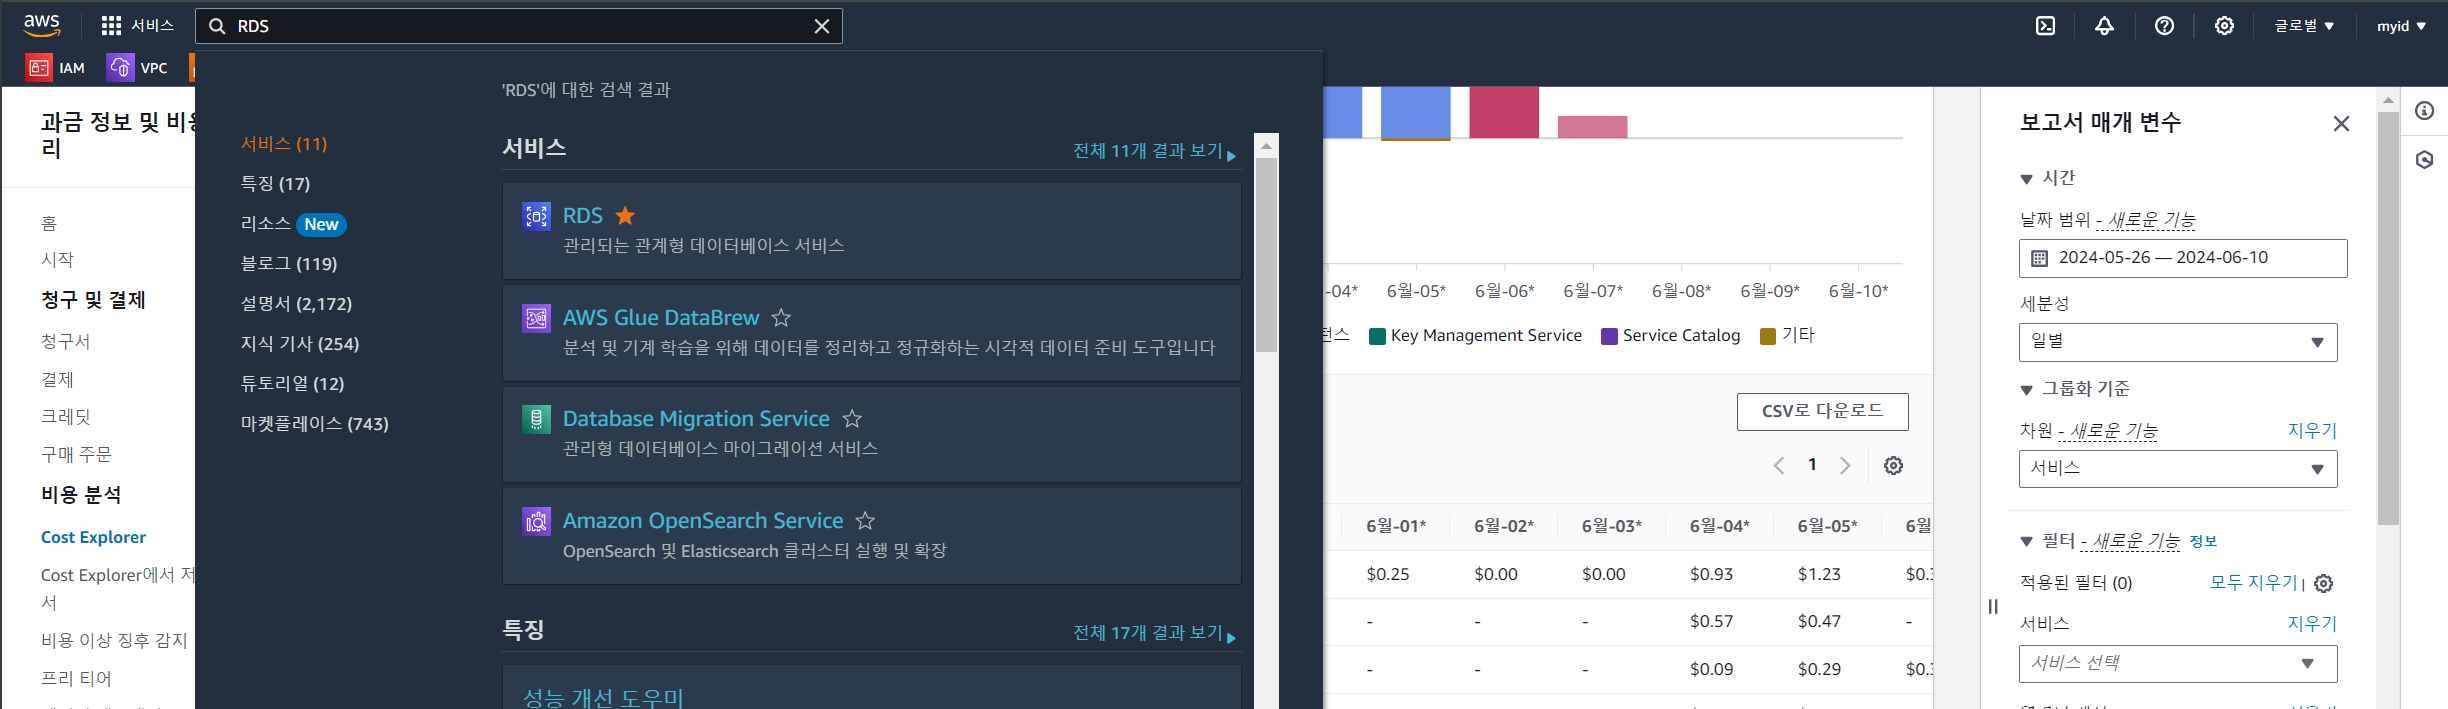 aws
서비스
RDS
글로벌
myid
IAM
VPC
과금 정보 및 비용
리
홈
시작
청구 및 결제
청구서
결제
크레딧
구매 주문
비용 분석
Cost Explorer
Cost Explorer에서 저
서
비용 이상 징후 감지
프리 티어
'RDS'에 대한 검색 결과
서비스 (11)
특징 (17)
리소스 New
블로그 (119)
설명서 (2,172)
지식 기사 (254)
튜토리얼 (12)
마켓플레이스 (743)
서비스
전체 11개 결과 보기
RDS
관리되는 관계형 데이터베이스 서비스
AWS Glue DataBrew
분석 및 기계 학습을 위해 데이터를 정리하고 정규화하는 시각적 데이터 준비 도구입니다
Database Migration Service
관리형 데이터베이스 마이그레이션 서비스
Amazon OpenSearch Service
OpenSearch 및 Elasticsearch 클러스터 실행 및 확장
특징
전체 17개 결과 보기
성능 개선 도우미
-04* 6월-05* 6월-06* 6월-07* 6월-08* 6월-09* 6월-10*
턴스 Key Management Service Service Catalog 기타
CSV로 다운로드
1
6월-01* 6월-02* 6월-03* 6월-04* 6월-05* 6월
$0.25 $0.00 $0.00 $0.93 $1.23 $0.3
- - - $0.57 $0.47 -
- - - $0.09 $0.29 $0.3
보고서 매개 변수
시간
날짜 범위 - 새로운 기능
2024-05-26 — 2024-06-10
세분성
일별
그룹화 기준
차원 - 새로운 기능 지우기
서비스
필터 - 새로운 기능 정보
적용된 필터 (0) 모두 지우기
서비스 지우기
서비스 선택